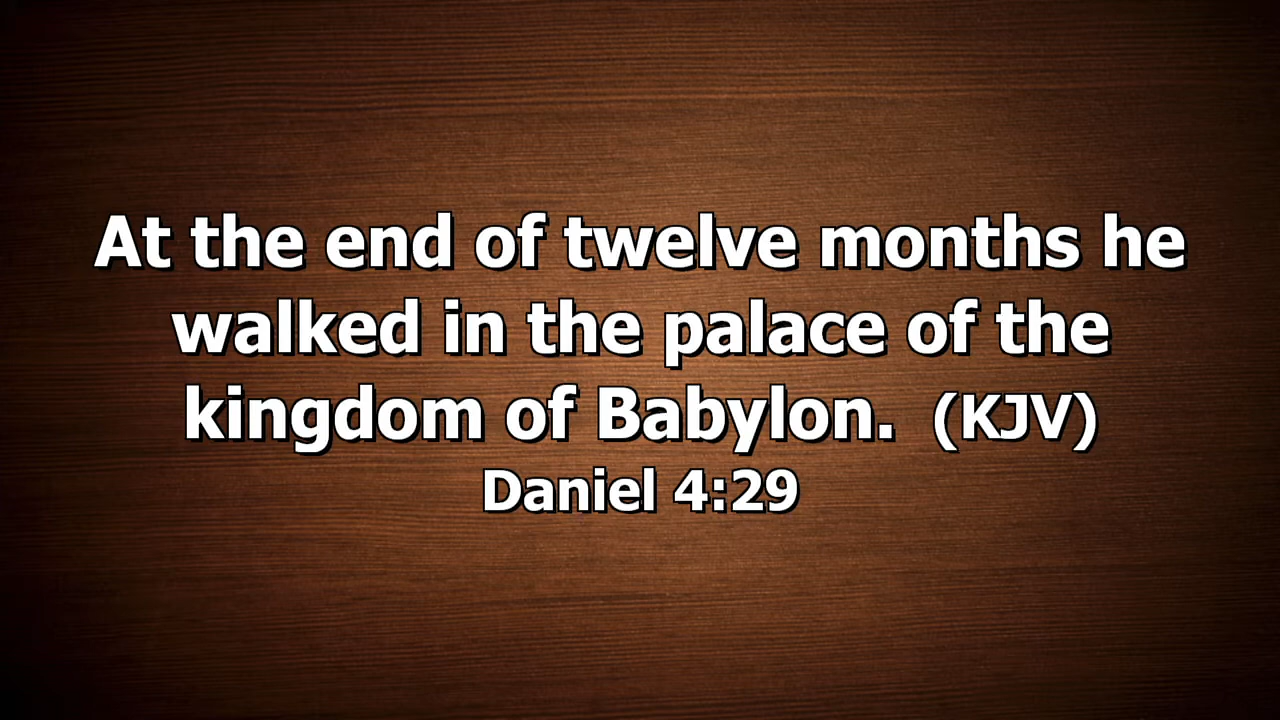 At the end of twelve months he
walked in the palace of the
kingdom of Babylon.  (KJV)
Daniel 4:29